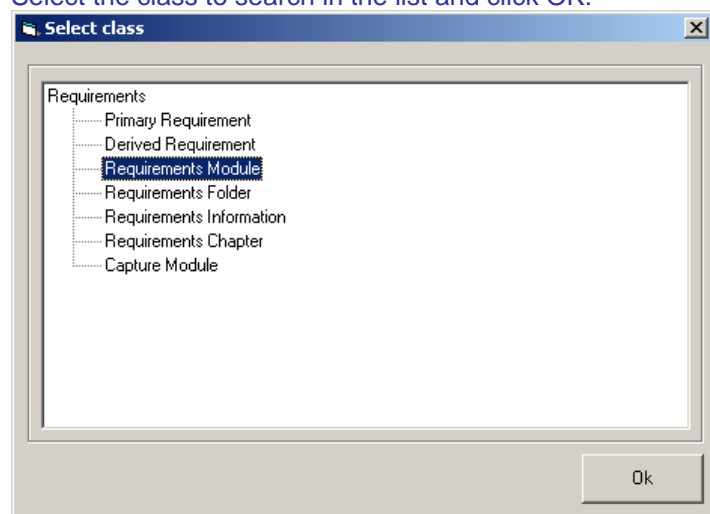 Select the class to search in the list and click OK.
Select class
Requirements
Primary Requirement
Derived Requirement
Requirements Module
Requirements Folder
Requirements Information
Requirements Chapter
Capture Module
Ok